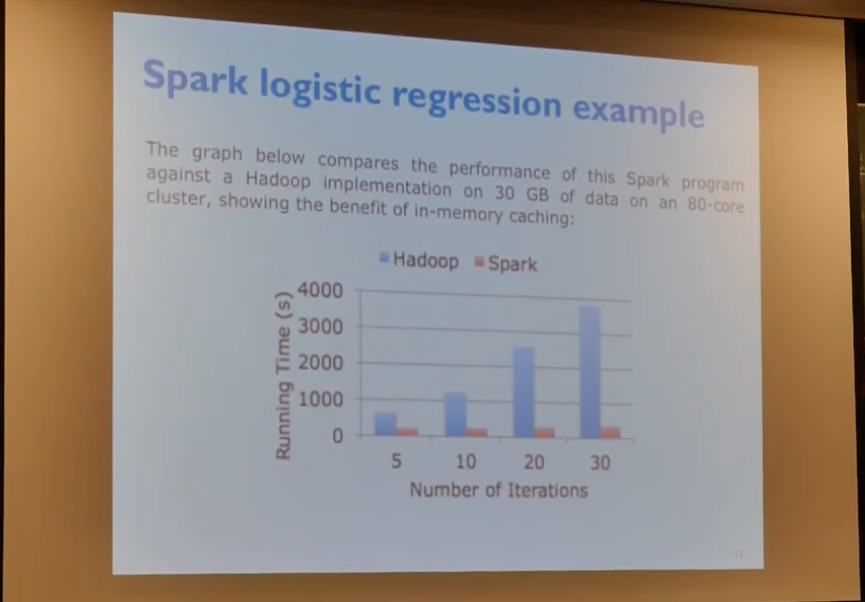 Spark logistic regression example
The graph below compares the performance of this Spark program
against a Hadoop implementation on 30 GB of data on an 80-core
cluster, showing the benefit of in-memory caching:
Hadoop Spark
Running Time (s)
4000
3000
2000
1000
0
5 10 20 30
Number of Iterations